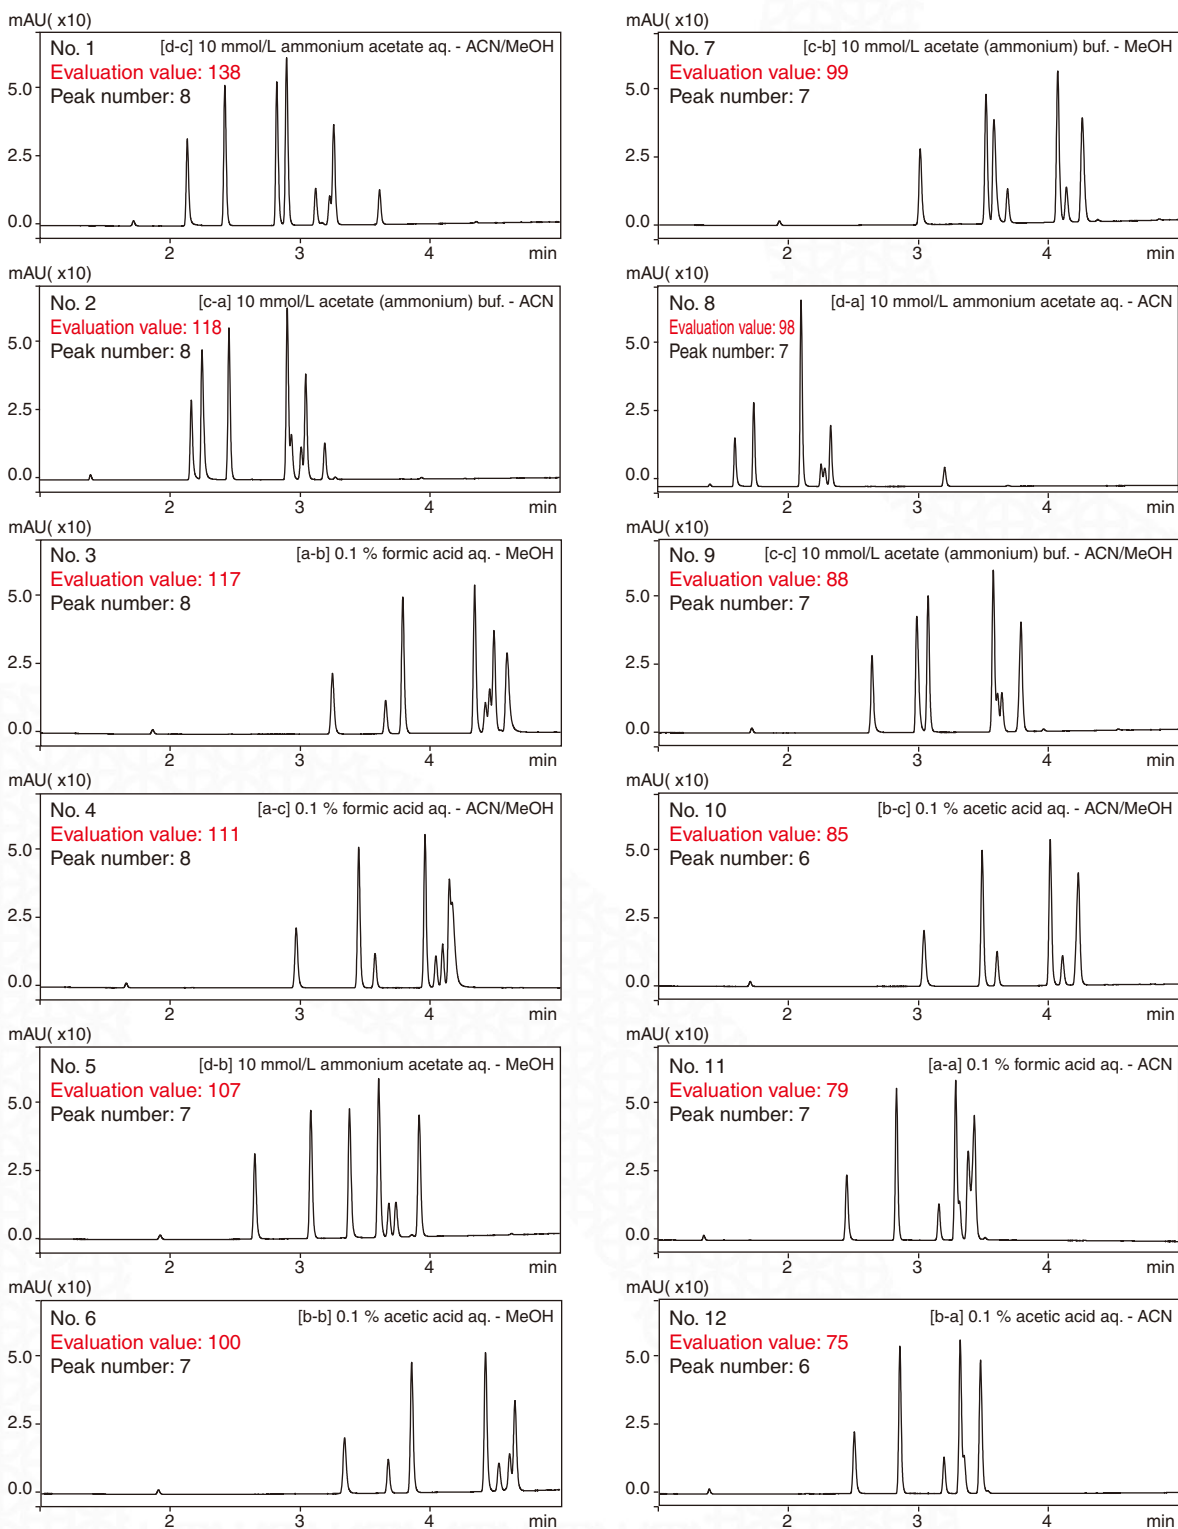 mAU( x10)
No. 1
[d-c] 10 mmol/L ammonium acetate aq. - ACN/MeOH
Evaluation value: 138
Peak number: 8
5.0
2.5
0.0
2
3
4
min
mAU( x10)
No. 2
[c-a] 10 mmol/L acetate (ammonium) buf. - ACN
Evaluation value: 118
Peak number: 8
5.0
2.5
0.0
2
3
4
min
mAU( x10)
No. 3
[a-b] 0.1 % formic acid aq. - MeOH
Evaluation value: 117
Peak number: 8
5.0
2.5
0.0
2
3
4
min
mAU( x10)
No. 4
[a-c] 0.1 % formic acid aq. - ACN/MeOH
Evaluation value: 111
Peak number: 8
5.0
2.5
0.0
2
3
4
min
mAU( x10)
No. 5
[d-b] 10 mmol/L ammonium acetate aq. - MeOH
Evaluation value: 107
Peak number: 7
5.0
2.5
0.0
2
3
4
min
mAU( x10)
No. 6
[b-b] 0.1 % acetic acid aq. - MeOH
Evaluation value: 100
Peak number: 7
5.0
2.5
0.0
2
3
4
min
mAU( x10)
No. 7
[c-b] 10 mmol/L acetate (ammonium) buf. - MeOH
Evaluation value: 99
Peak number: 7
5.0
2.5
0.0
2
3
4
min
mAU( x10)
No. 8
[d-a] 10 mmol/L ammonium acetate aq. - ACN
Evaluation value: 98
Peak number: 7
5.0
2.5
0.0
2
3
4
min
mAU( x10)
No. 9
[c-c] 10 mmol/L acetate (ammonium) buf. - ACN/MeOH
Evaluation value: 88
Peak number: 7
5.0
2.5
0.0
2
3
4
min
mAU( x10)
No. 10
[b-c] 0.1 % acetic acid aq. - ACN/MeOH
Evaluation value: 85
Peak number: 6
5.0
2.5
0.0
2
3
4
min
mAU( x10)
No. 11
[a-a] 0.1 % formic acid aq. - ACN
Evaluation value: 79
Peak number: 7
5.0
2.5
0.0
2
3
4
min
mAU( x10)
No. 12
[b-a] 0.1 % acetic acid aq. - ACN
Evaluation value: 75
Peak number: 6
5.0
2.5
0.0
2
3
4
min